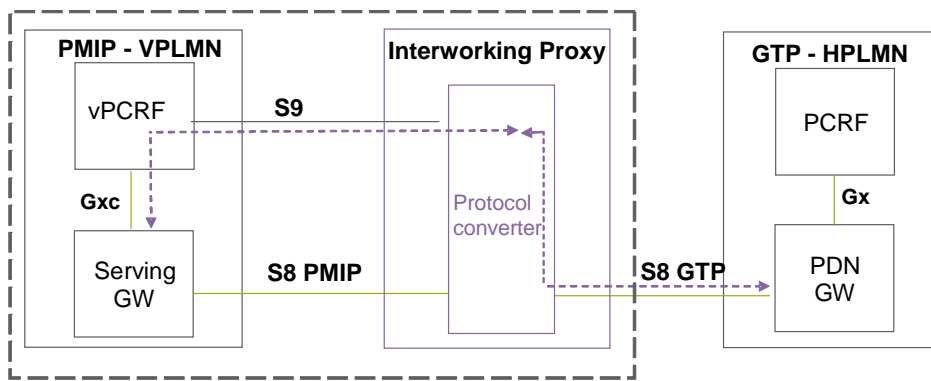 PMIP - VPLMN
Interworking Proxy
GTP - HPLMN
vPCRF
S9
PCRF
Gxc
Protocol
converter
Gx
Serving
GW
S8 PMIP
S8 GTP
PDN
GW